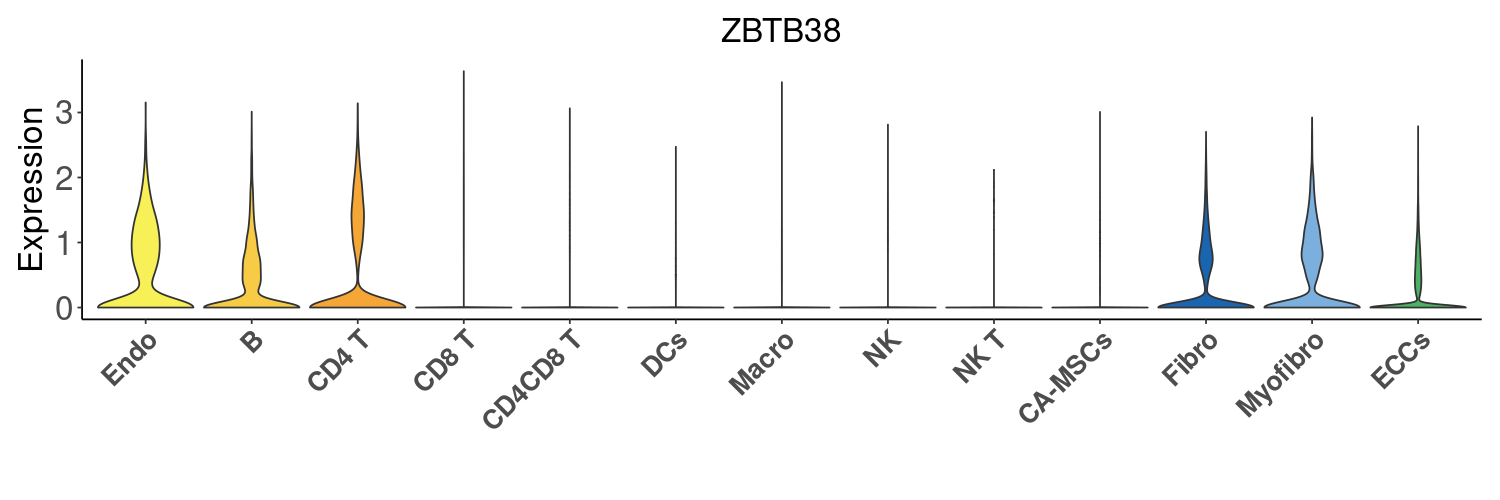 ZBTB38
Expression
3
2
1
0
Endo
B
CD4 T
CD8 T
CD4CD8 T
DCs
Macro
NK
NK T
CA-MSCs
Fibro
Myofibro
ECCs